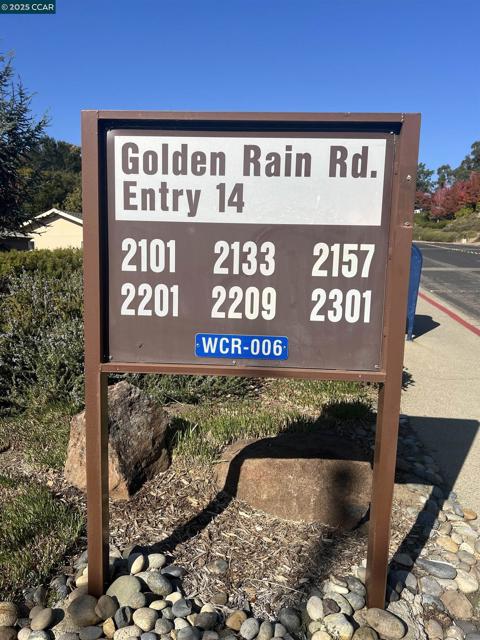 © 2025 CCAR
Golden Rain Rd.
Entry 14
2101 2133 2157
2201 2209 2301
WCR-006